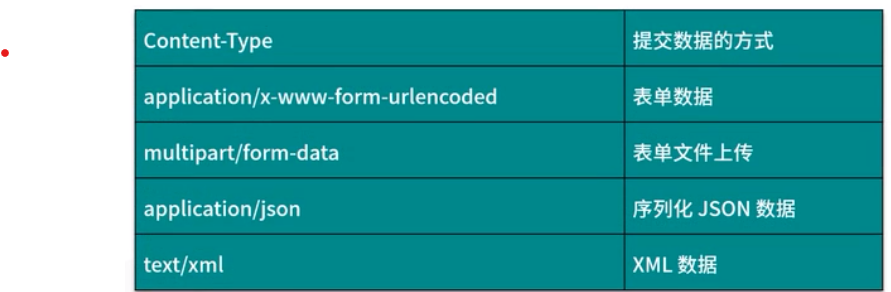 Content-Type 提交数据的方式
application/x-www-form-urlencoded 表单数据
multipart/form-data 表单文件上传
application/json 序列化 JSON 数据
text/xml XML 数据